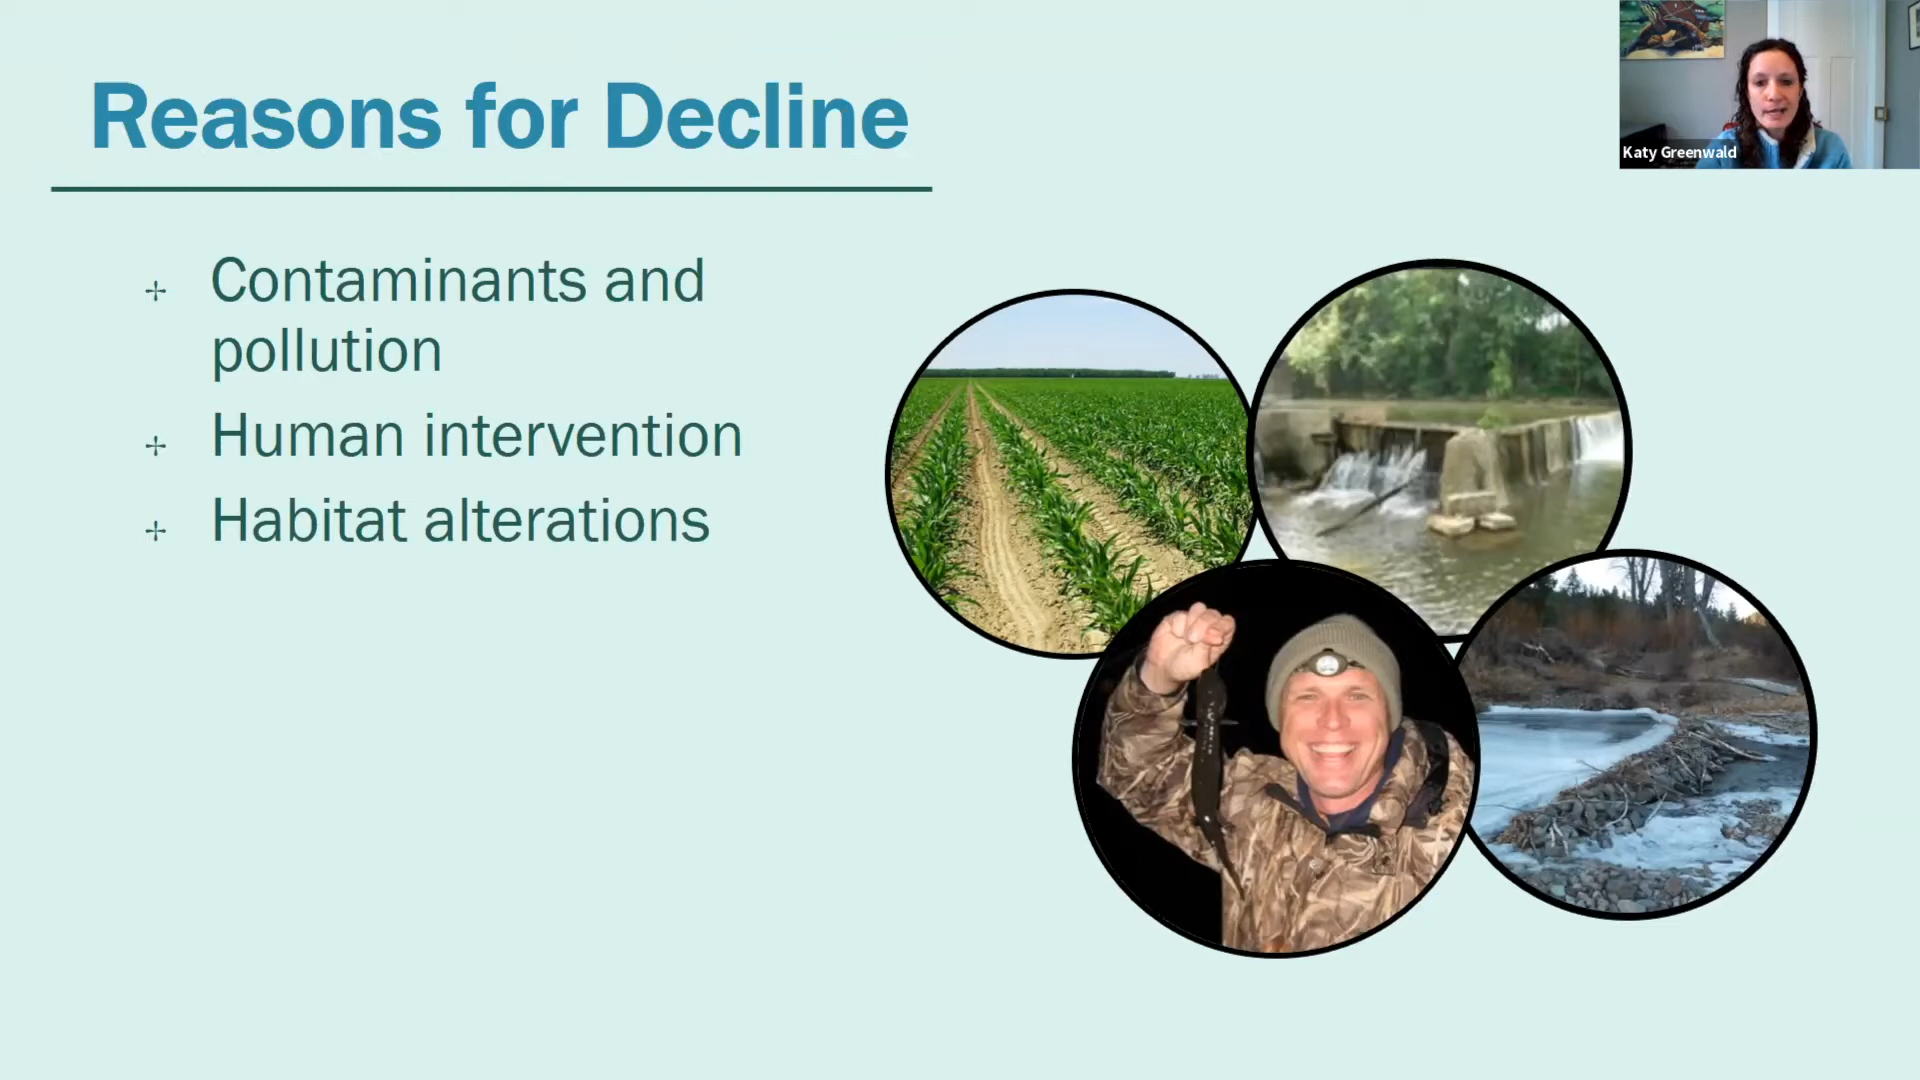 Reasons for Decline
Katy Greenwald
Contaminants and
pollution
Human intervention
Habitat alterations